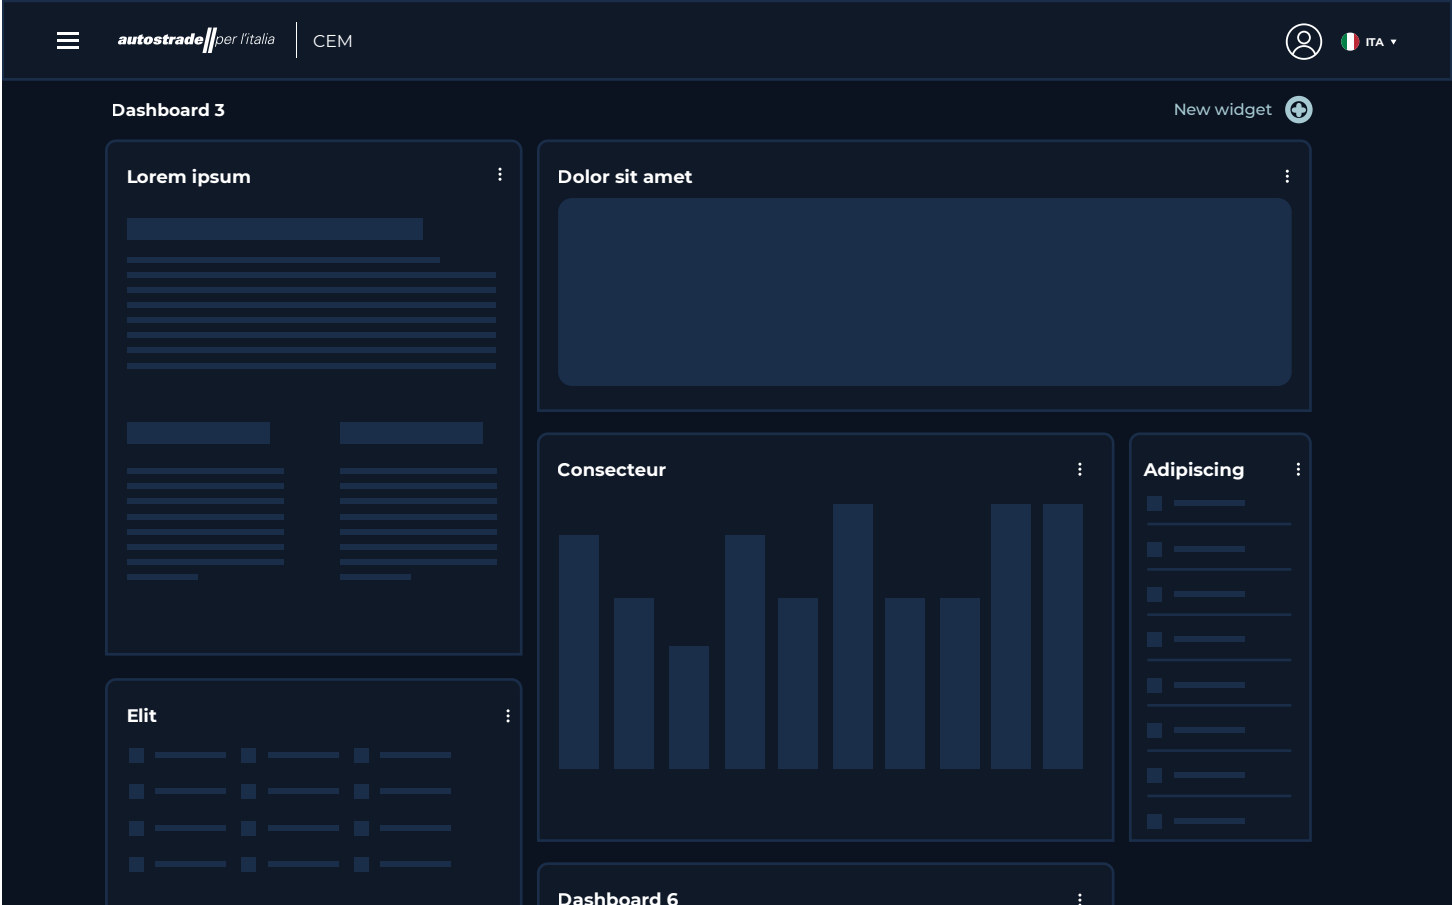 autostrade per l'italia
CEM
ITA
Dashboard 3
New widget
Lorem ipsum
Dolor sit amet
Consecteur
Adipiscing
Elit
Dashboard 6